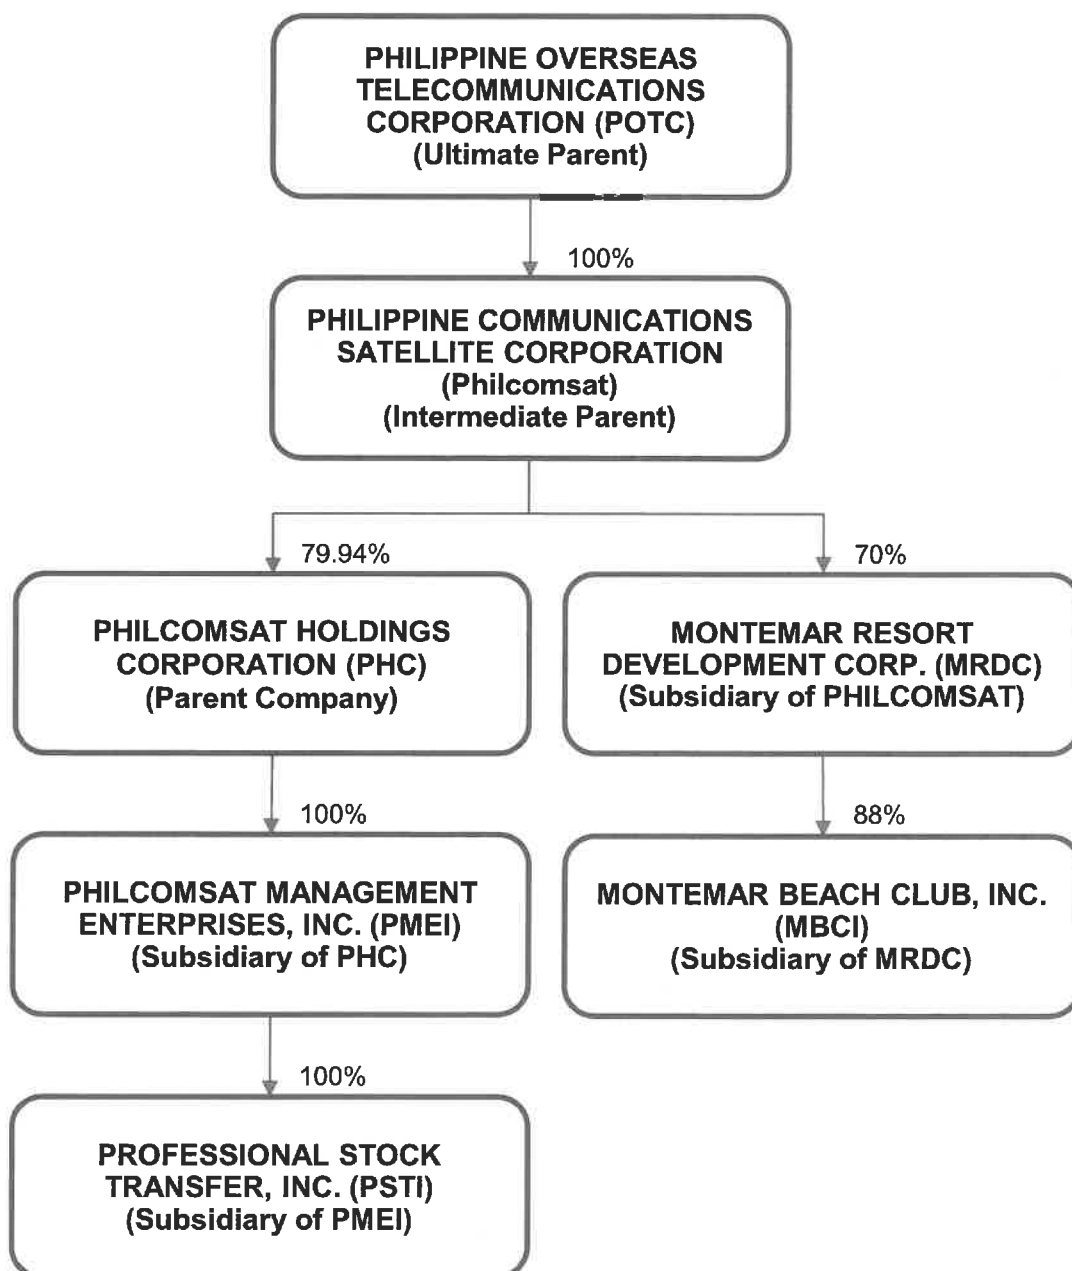 PHILIPPINE OVERSEAS
TELECOMMUNICATIONS
CORPORATION (POTC)
(Ultimate Parent)
100%
PHILIPPINE COMMUNICATIONS
SATELLITE CORPORATION
(Philcomsat)
(Intermediate Parent)
79.94%
70%
PHILCOMSAT HOLDINGS
CORPORATION (PHC)
(Parent Company)
MONTEMAR RESORT
DEVELOPMENT CORP. (MRDC)
(Subsidiary of PHILCOMSAT)
100%
88%
PHILCOMSAT MANAGEMENT
ENTERPRISES, INC. (PMEI)
(Subsidiary of PHC)
MONTEMAR BEACH CLUB, INC.
(MBCI)
(Subsidiary of MRDC)
100%
PROFESSIONAL STOCK
TRANSFER, INC. (PSTI)
(Subsidiary of PMEI)